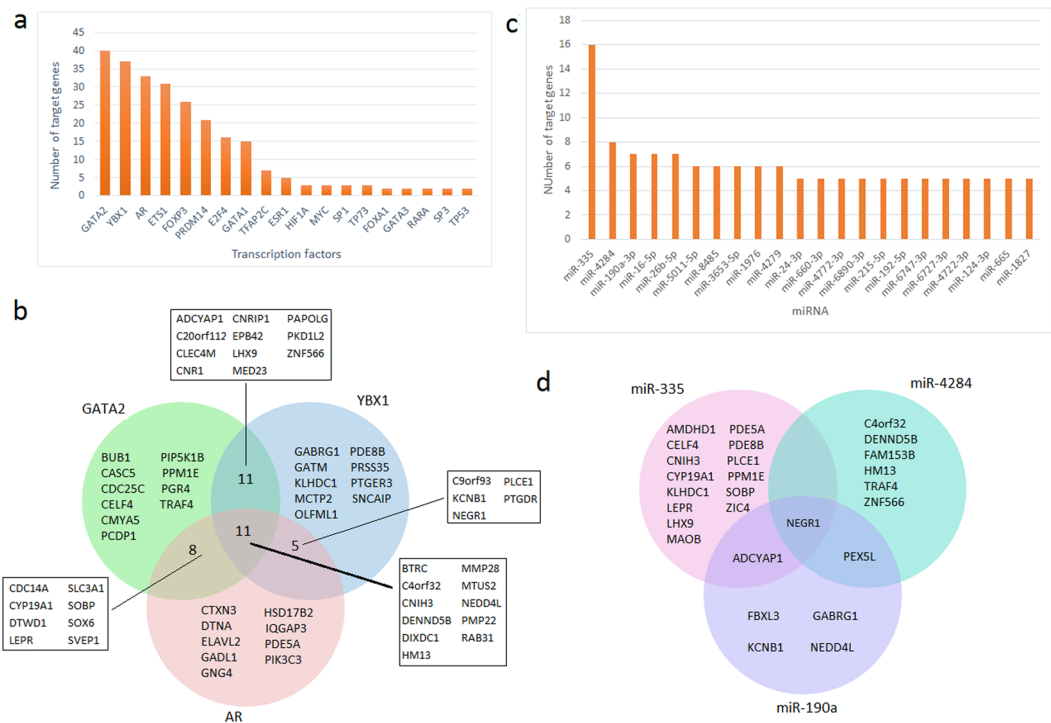 a
Number of target genes
45
40
35
30
25
20
15
10
5
0
GATA2
YBX1
AR
ETS1
FOXP3
PRDM14
E2F4
GATA1
TFAP2C
ESR1
HIF1A
MYC
SP1
TP73
FOXA1
GATA3
RARA
SP3
TP53
Transcription factors
c
NUmber of target genes
18
16
14
12
10
8
6
4
2
0
miR-335
miR-4284
miR-190a-3p
miR-16-5p
miR-26b-5p
miR-5011-5p
miR-8485
miR-3653-5p
miR-1976
miR-4279
miR-24-3p
miR-660-3p
miR-4772-3p
miR-6890-3p
miR-215-5p
miR-192-5p
miR-6747-3p
miR-6727-3p
miR-4722-3p
miR-124-3p
miR-665
miR-1827
miRNA
b
ADCYAP1 CNRIP1 PAPOLG
C20orf112 EPB42 PKD1L2
CLEC4M LHX9 ZNF566
CNR1 MED23
GATA2
YBX1
BUB1 PIP5K1B
CASC5 PPM1E
CDC25C PGR4
CELF4 TRAF4
CMYA5
PCDP1
11
GABRG1 PDE8B
GATM PRSS35
KLHDC1 PTGER3
MCTP2 SNCAIP
OLFML1
C9orf93 PLCE1
KCNB1 PTGDR
NEGR1
8
11
5
CDC14A SLC3A1
CYP19A1 SOBP
DTWD1 SOX6
LEPR SVEP1
BTRC MMP28
C4orf32 MTUS2
CNIH3 NEDD4L
DENND5B PMP22
DIXDC1 RAB31
HM13
CTXN3 HSD17B2
DTNA IQGAP3
ELAVL2 PDE5A
GADL1 PIK3C3
GNG4
AR
d
miR-335
miR-4284
AMDHD1 PDE5A
CELF4 PDE8B
CNIH3 PLCE1
CYP19A1 PPM1E
KLHDC1 SOBP
LEPR ZIC4
LHX9
MAOB
C4orf32
DENND5B
FAM153B
HM13
TRAF4
ZNF566
NEGR1
ADCYAP1
PEX5L
FBXL3 GABRG1
KCNB1 NEDD4L
miR-190a